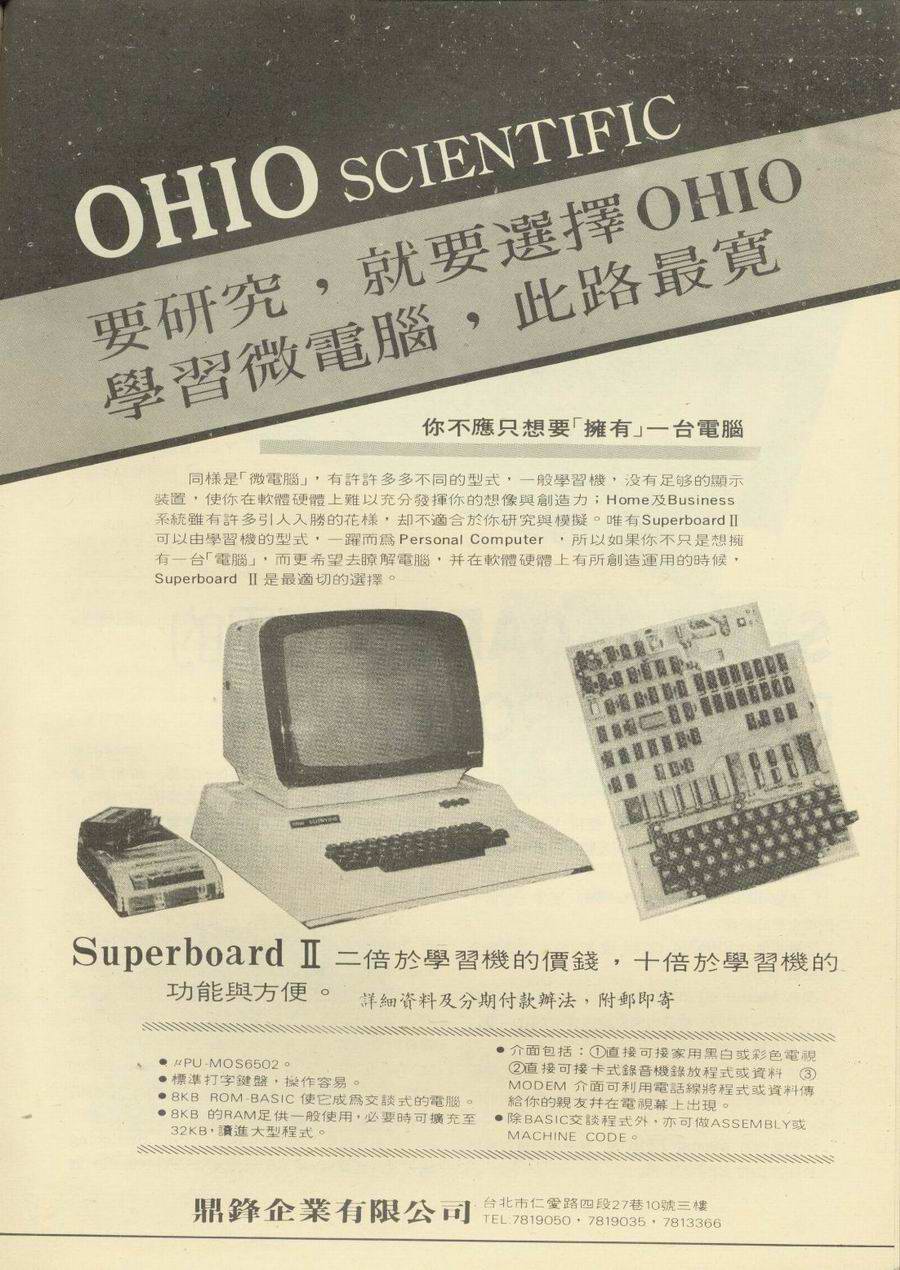 OHIO SCIENTIFIC
要研究，就要選擇OHIO
學習微電腦，此路最寬
你不應只想要「擁有」一台電腦
同樣是「微電腦」，有許許多多不同的型式，一般學習機，没有足够的顯示
裝置，使你在軟體硬體上難以充分發揮你的想像與創造力；Home及Business
系統雖有許多引人入勝的花樣，却不適合於你研究與模擬。唯有SuperboardⅡ
可以由學習機的型式，一躍而爲Personal Computer ，所以如果你不只是想擁
有一台「電腦」，而更希望去瞭解電腦，并在軟體硬體上有所創造運用的時候，
Superboard Ⅱ是最適切的選擇。
Superboard Ⅱ 二倍於學習機的價錢，十倍於學習機的
功能與方便。 詳細資料及分期付款辦法，附郵即寄
●μPU-MOS6502。
●標準打字鍵盤，操作容易。
●8KB ROM-BASIC 使它成爲交談式的電腦。
●8KB 的RAM足供一般使用，必要時可擴充至
32KB，讀進大型程式。
●介面包括：①直接可接家用黑白或彩色電視
②直接可接卡式錄音機錄放程式或資料 ③
MODEM 介面可利用電話線將程式或資料傳
給你的親友幷在電視幕上出現。
●除BASIC交談程式外，亦可做ASSEMBLY或
MACHINE CODE。
鼎鋒企業有限公司
台北市仁愛路四段27巷10號三樓
TEL:7819050，7819035，7813366